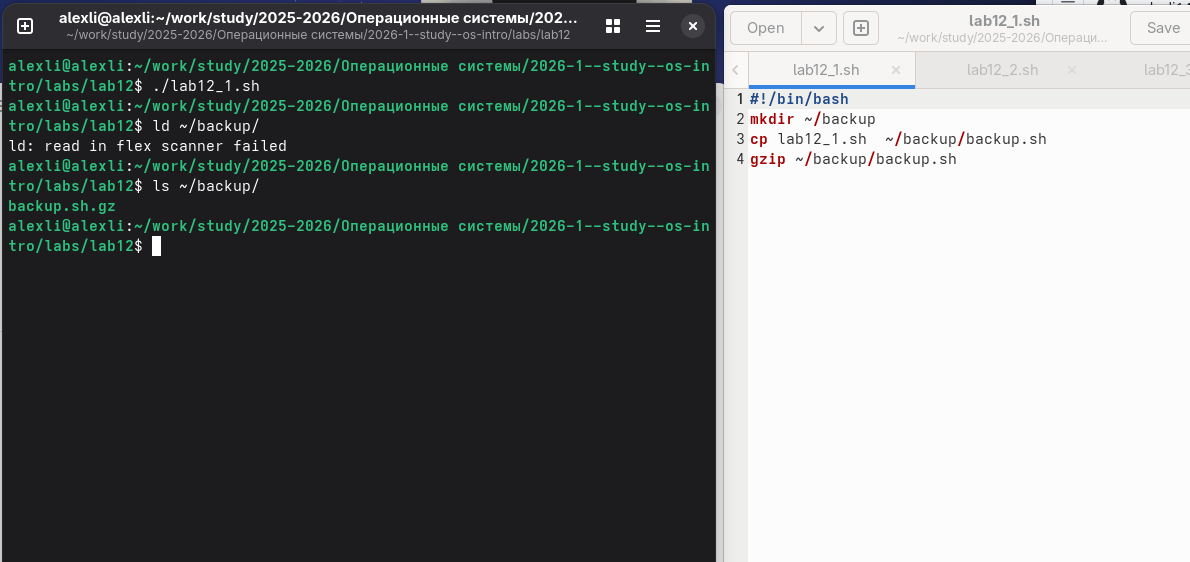 alexli@alexli:~/work/study/2025-2026/Операционные системы/202...
~/work/study/2025-2026/Операционные системы/2026-1--study--os-intro/labs/lab12
alexli@alexli:~/work/study/2025-2026/Операционные системы/2026-1--study--os-in
tro/labs/lab12$ ./lab12_1.sh
alexli@alexli:~/work/study/2025-2026/Операционные системы/2026-1--study--os-in
tro/labs/lab12$ ld ~/backup/
ld: read in flex scanner failed
alexli@alexli:~/work/study/2025-2026/Операционные системы/2026-1--study--os-in
tro/labs/lab12$ ls ~/backup/
backup.sh.gz
alexli@alexli:~/work/study/2025-2026/Операционные системы/2026-1--study--os-in
tro/labs/lab12$
Open
lab12_1.sh
~/work/study/2025-2026/Операци...
Save
lab12_1.sh
lab12_2.sh
lab12_3
1 #!/bin/bash
2 mkdir ~/backup
3 cp lab12_1.sh  ~/backup/backup.sh
4 gzip ~/backup/backup.sh